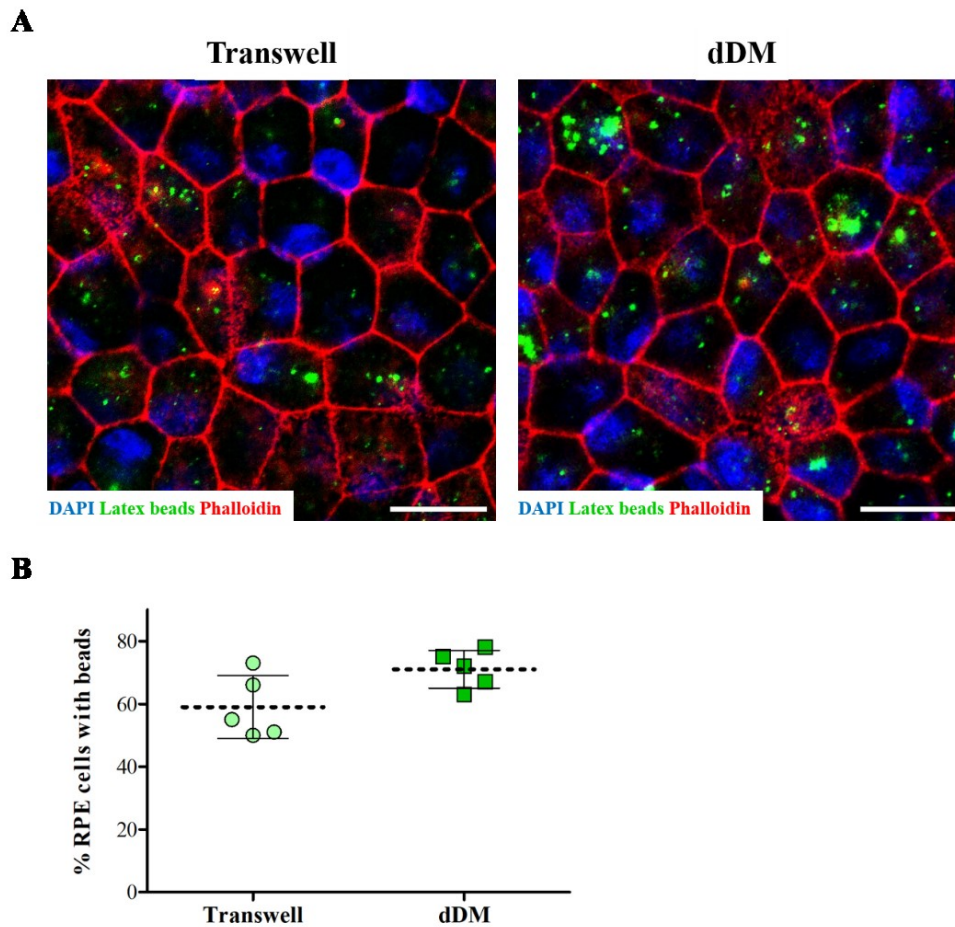 A
Transwell
dDM
DAPI Latex beads Phalloidin
DAPI Latex beads Phalloidin
B
% RPE cells with beads
80
60
40
20
0
Transwell
dDM